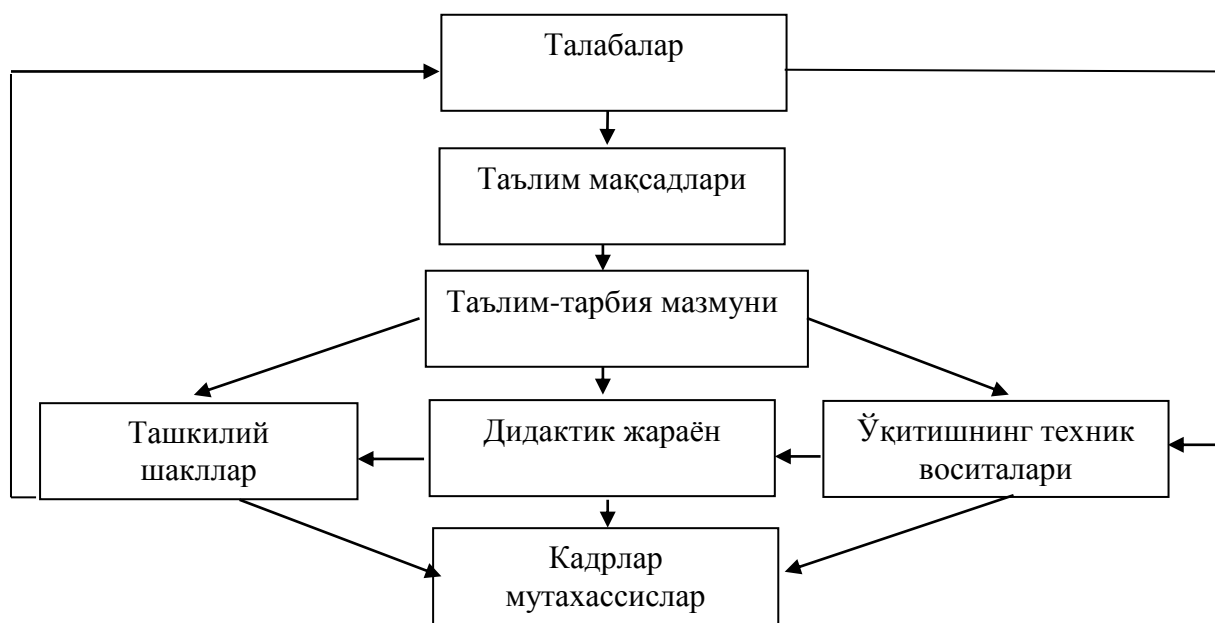 Талабалар
Таълим мақсадлари
Таълим-тарбия мазмуни
Ташкилий
шакллар
Дидактик жараён
Ўқитишнинг техник
воситалари
Кадрлар
мутахассислар